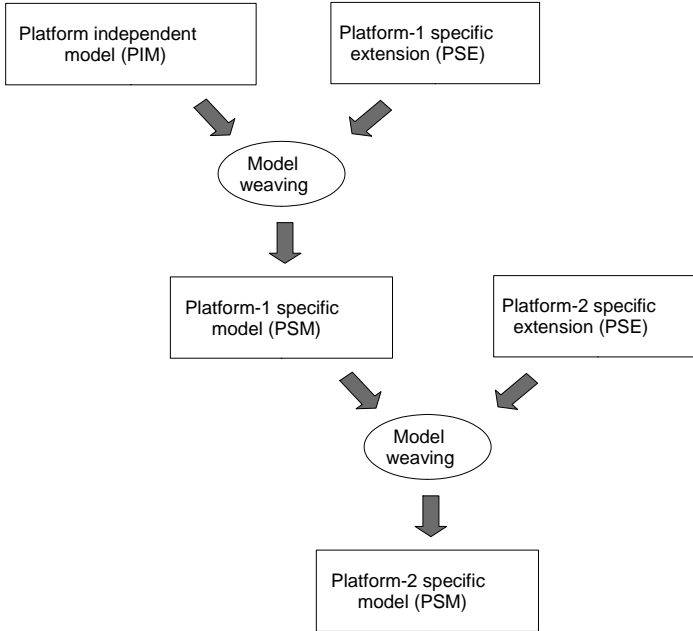 Platform independent
model (PIM)
Platform-1 specific
extension (PSE)
Model
weaving
Platform-1 specific
model (PSM)
Platform-2 specific
extension (PSE)
Model
weaving
Platform-2 specific
model (PSM)